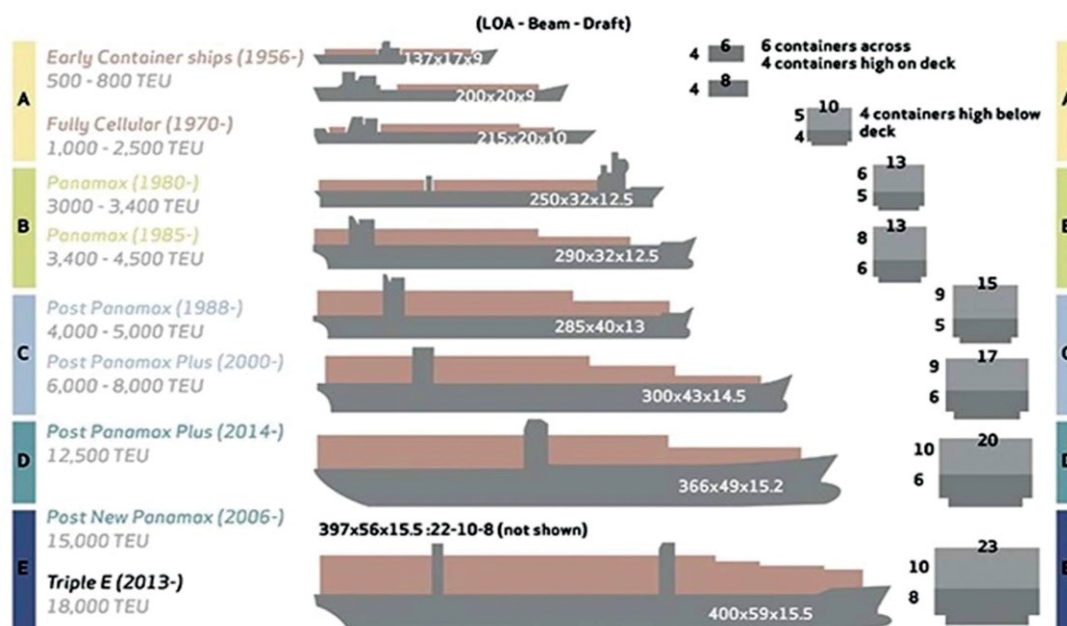 (LOA - Beam - Draft)
A
Early Container ships (1956-)
500 - 800 TEU
137x17x9
200x20x9
6
4
6 containers across
4 containers high on deck
8
4
Fully Cellular (1970-)
1,000 - 2,500 TEU
215x20x10
10
5
4
4 containers high below
deck
B
Panamax (1980-)
3000 - 3,400 TEU
250x32x12.5
13
6
5
Panamax (1985-)
3,400 - 4,500 TEU
290x32x12.5
13
8
6
C
Post Panamax (1988-)
4,000 - 5,000 TEU
285x40x13
15
9
5
Post Panamax Plus (2000-)
6,000 - 8,000 TEU
300x43x14.5
17
9
6
D
Post Panamax Plus (2014-)
12,500 TEU
366x49x15.2
20
10
6
E
Post New Panamax (2006-)
15,000 TEU
397x56x15.5 :22-10-8 (not shown)
Triple E (2013-)
18,000 TEU
400x59x15.5
23
10
8